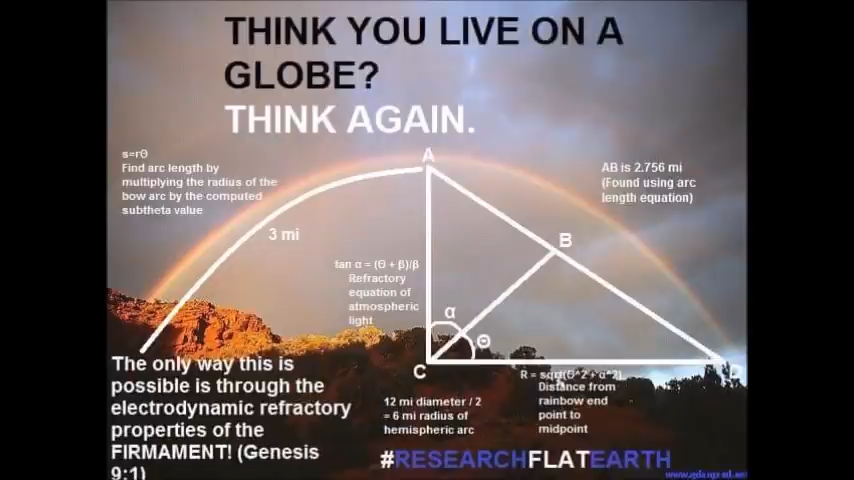 THINK YOU LIVE ON A
GLOBE?
THINK AGAIN.
s=rΘ
Find arc length by
multiplying the radius of the
bow arc by the computed
subtheta value
A
AB is 2.756 mi
(Found using arc
length equation)
3 mi
B
tan α = (Θ + β)/β
Refractory
equation of
atmospheric
light
α
Θ
C
D
The only way this is
possible is through the
electrodynamic refractory
properties of the
FIRMAMENT! (Genesis
9:1)
12 mi diameter / 2
= 6 mi radius of
hemispheric arc
R = sqrt(Θ^2 + α^2)
Distance from
rainbow end
point to
midpoint
#RESEARCHFLATEARTH